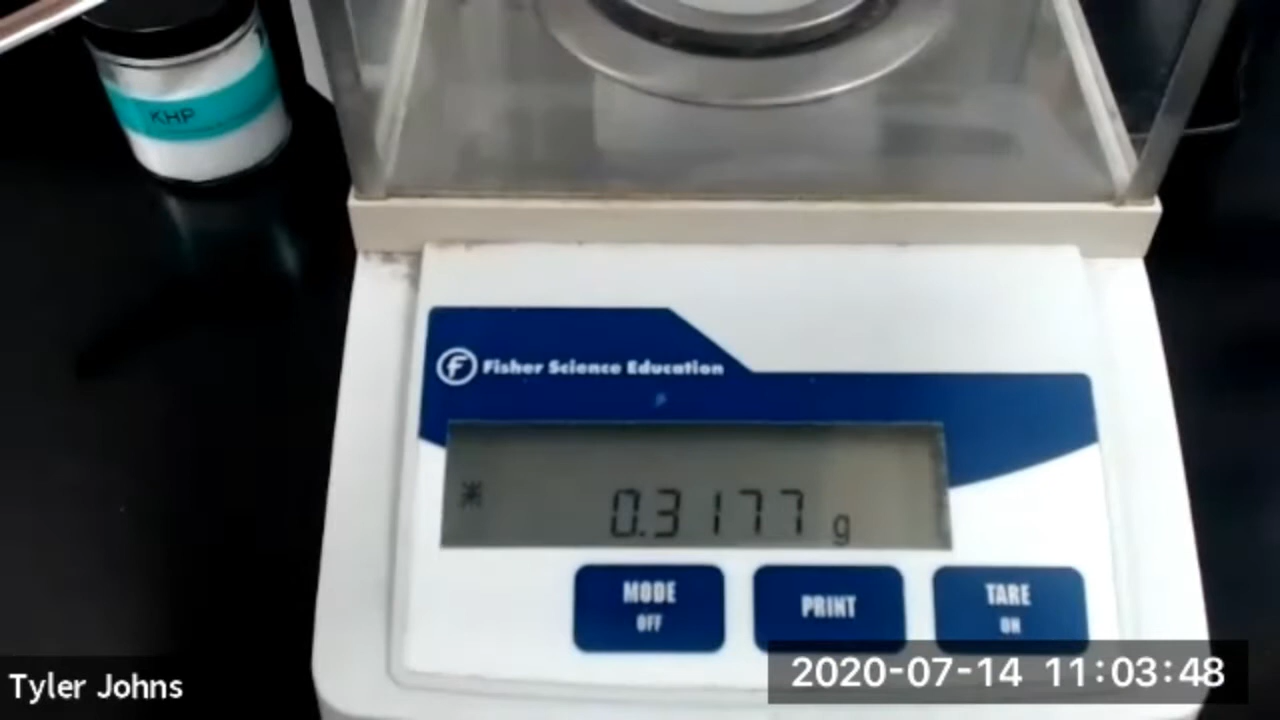 KHP
Fisher Science Education
* 0.3177 g
MODE
OFF
PRINT
TARE
ON
Tyler Johns
2020-07-14 11:03:48